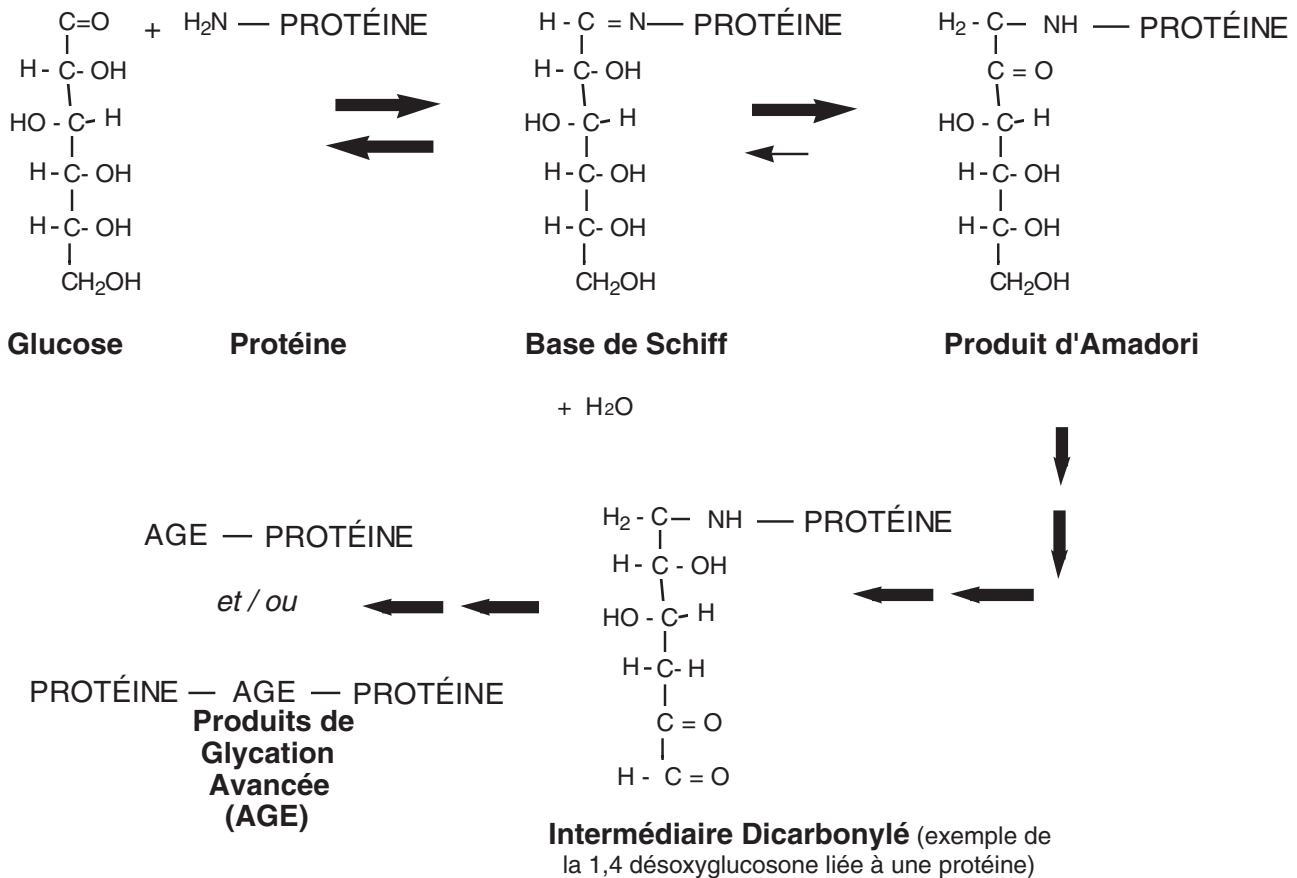 C=O + H₂N — PROTÉINE
H - C - OH
HO - C - H
H - C - OH
H - C - OH
CH₂OH
Glucose
Protéine
H - C = N — PROTÉINE
H - C - OH
HO - C - H
H - C - OH
H - C - OH
CH₂OH
Base de Schiff
+ H₂O
H₂ - C — NH — PROTÉINE
C = O
HO - C - H
H - C - OH
H - C - OH
CH₂OH
Produit d'Amadori
H₂ - C — NH — PROTÉINE
H - C - OH
HO - C - H
H - C - H
C = O
H - C = O
Intermédiaire Dicarbonylé (exemple de
la 1,4 désoxyglucosone liée à une protéine)
AGE — PROTÉINE
et / ou
PROTÉINE — AGE — PROTÉINE
Produits de
Glycation
Avancée
(AGE)